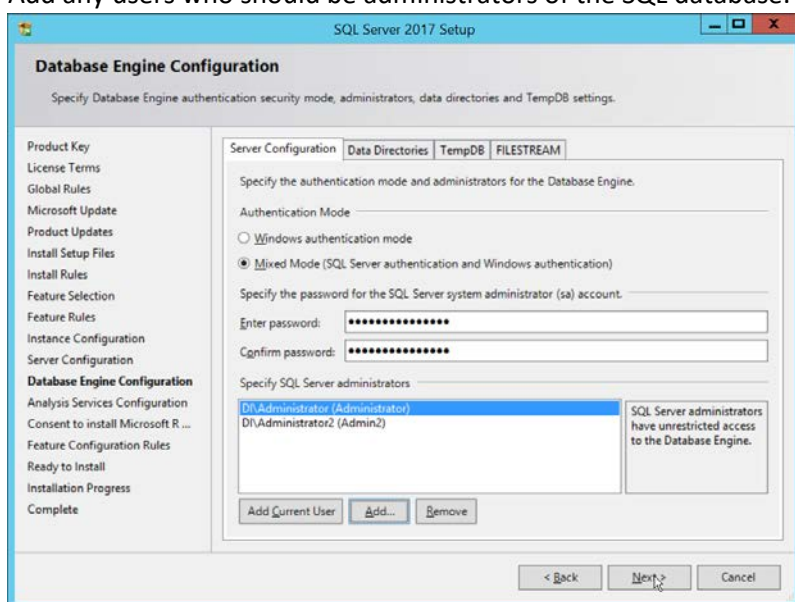 Add any users who should be administrators of the SQL database.
SQL Server 2017 Setup
Database Engine Configuration
Specify Database Engine authentication security mode, administrators, data directories and TempDB settings.
Product Key
License Terms
Global Rules
Microsoft Update
Product Updates
Install Setup Files
Install Rules
Feature Selection
Feature Rules
Instance Configuration
Server Configuration
Database Engine Configuration
Analysis Services Configuration
Consent to install Microsoft R ...
Feature Configuration Rules
Ready to Install
Installation Progress
Complete
Server Configuration Data Directories TempDB FILESTREAM
Specify the authentication mode and administrators for the Database Engine.
Authentication Mode
Windows authentication mode
Mixed Mode (SQL Server authentication and Windows authentication)
Specify the password for the SQL Server system administrator (sa) account.
Enter password: ●●●●●●●●●●●●●●●
Confirm password: ●●●●●●●●●●●●●●●
Specify SQL Server administrators
DI\Administrator (Administrator)
DI\Administrator2 (Admin2)
SQL Server administrators
have unrestricted access
to the Database Engine.
Add Current User Add... Remove
< Back Next > Cancel